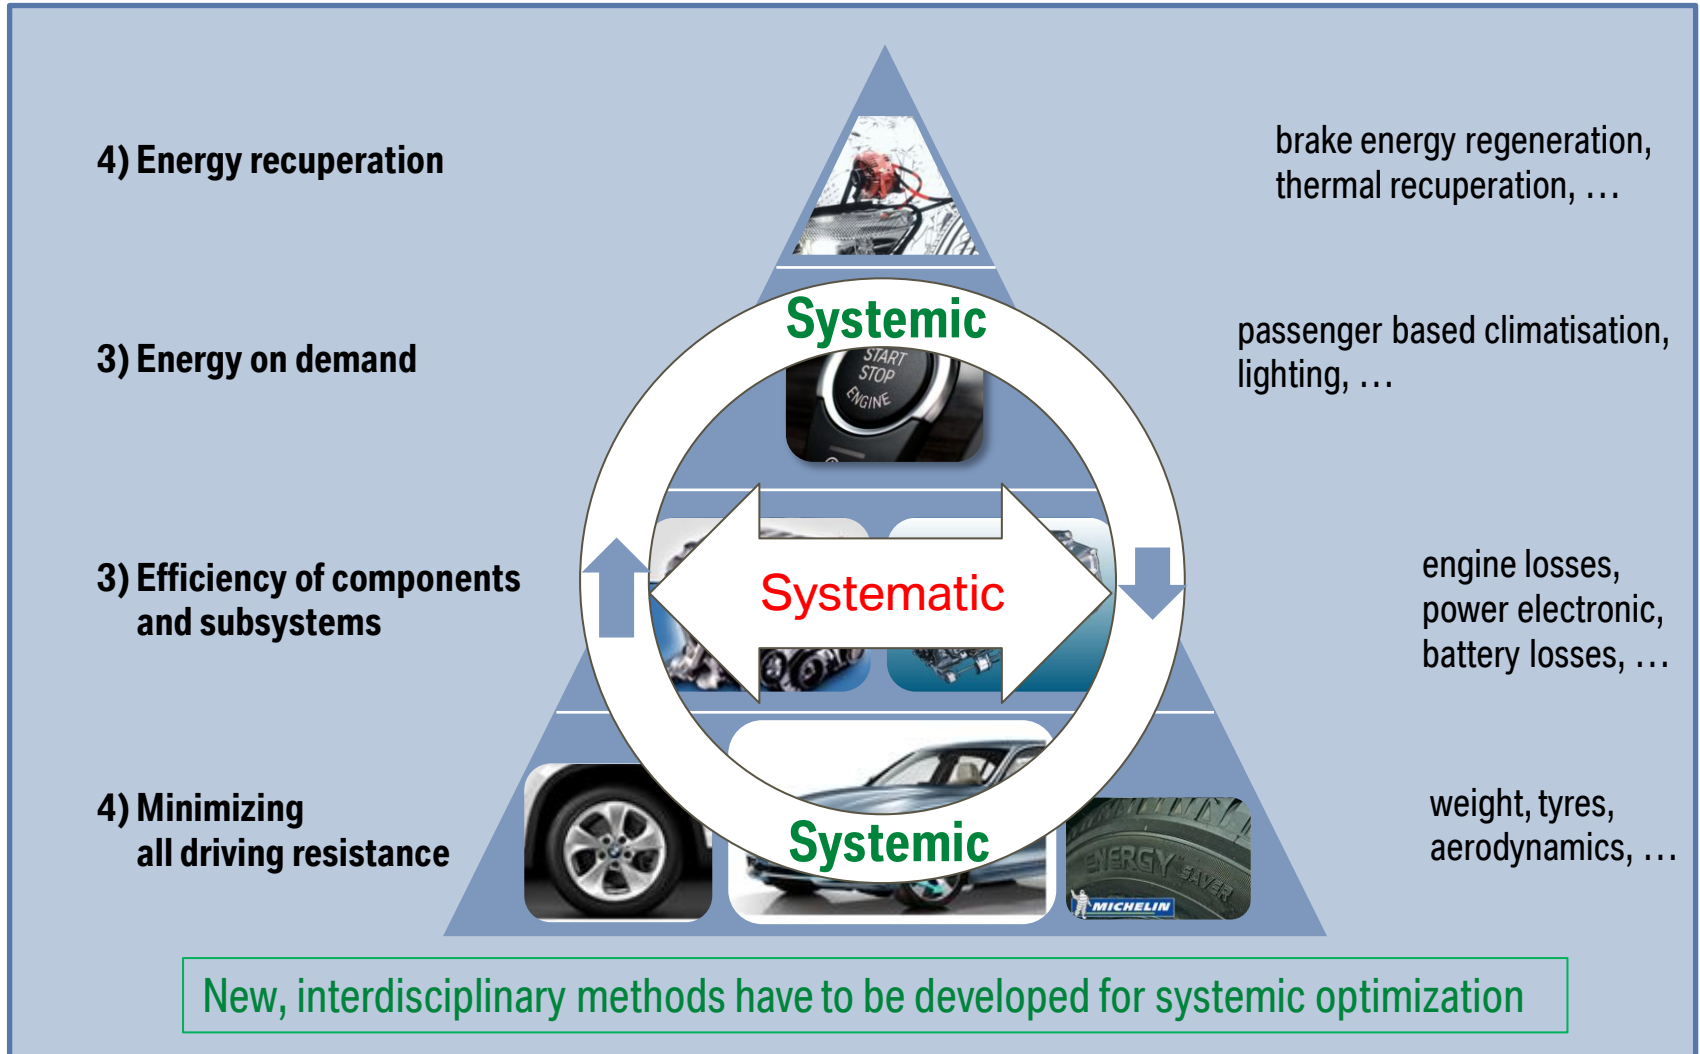 4) Energy recuperation
brake energy regeneration,
thermal recuperation, …
Systemic
3) Energy on demand
passenger based climatisation,
lighting, …
START
STOP
ENGINE
3) Efficiency of components
and subsystems
Systematic
engine losses,
power electronic,
battery losses, …
4) Minimizing
all driving resistance
Systemic
weight, tyres,
aerodynamics, …
ENERGY SAVER
MICHELIN
New, interdisciplinary methods have to be developed for systemic optimization